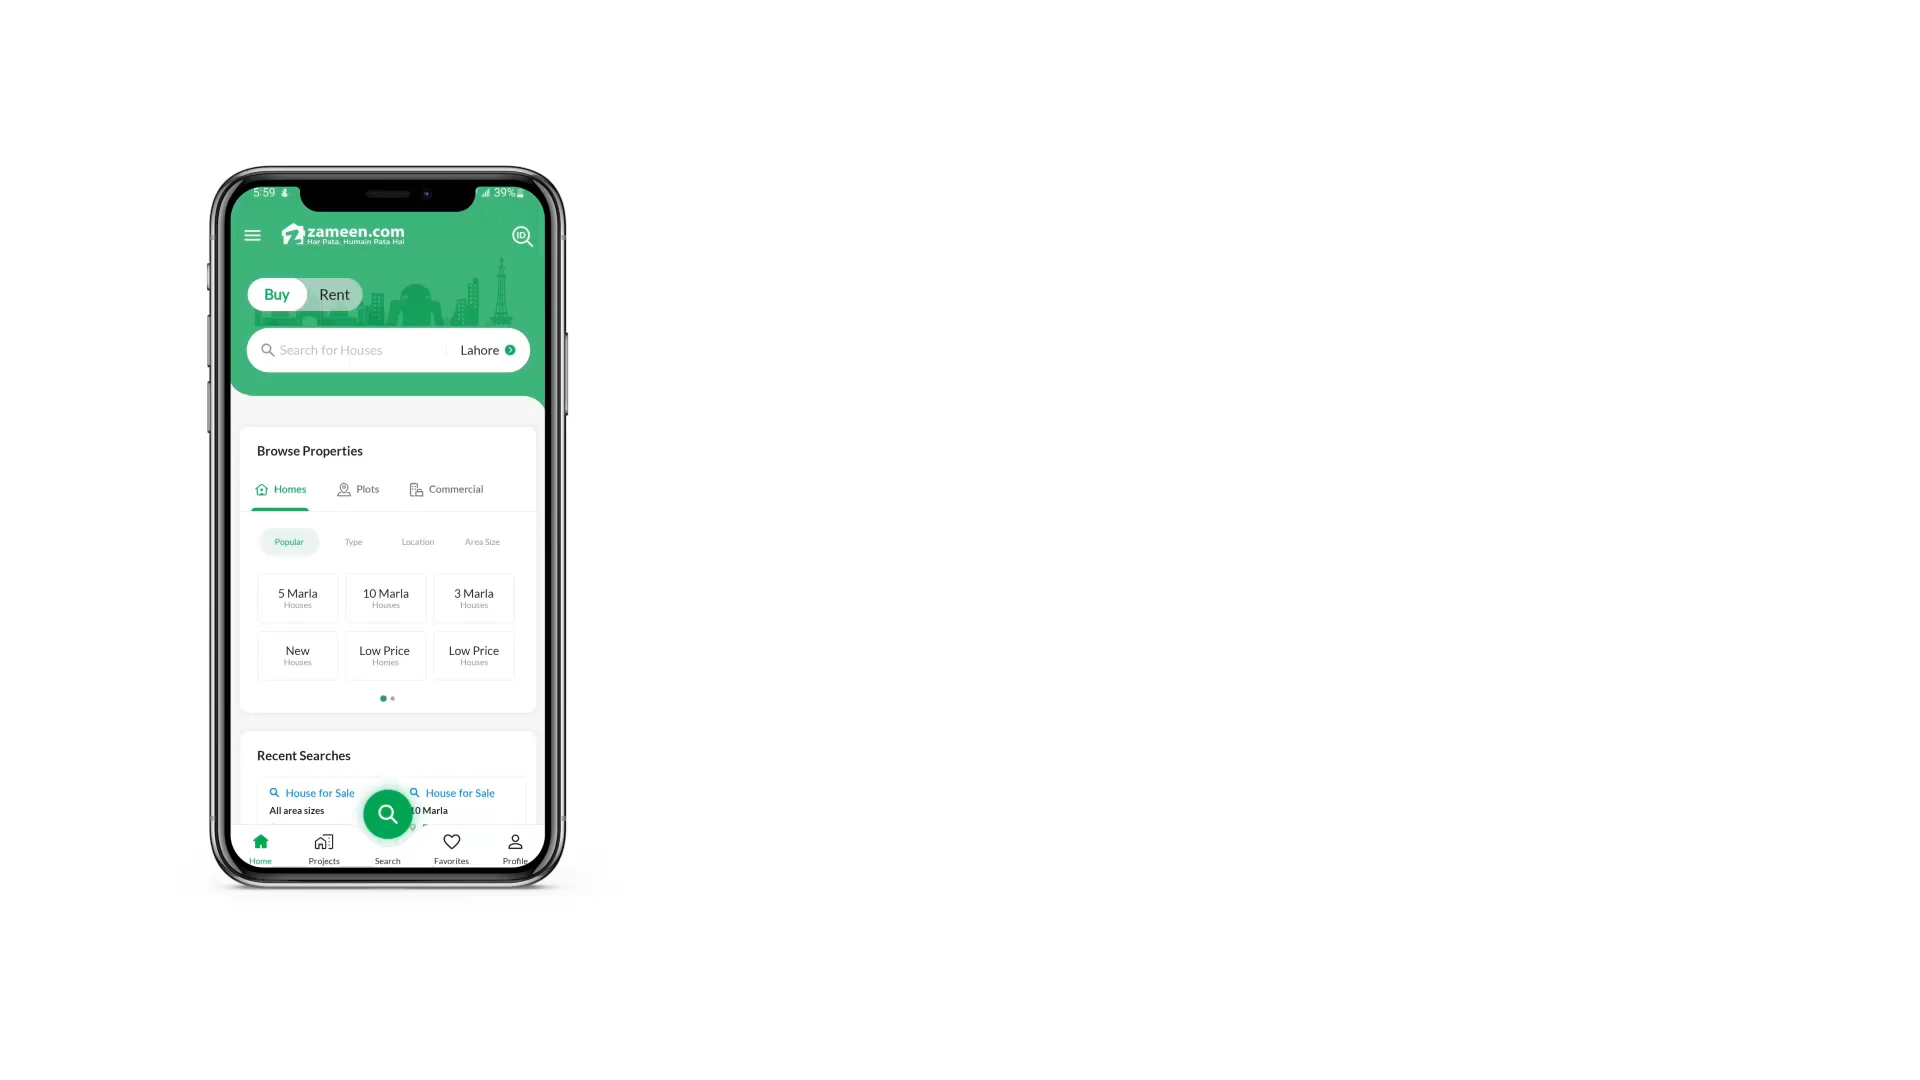 5:59
39%
zameen.com
Har Pata, Humain Pata Hai
ID
Buy Rent
Search for Houses Lahore
Browse Properties
Homes Plots Commercial
Popular Type Location Area Size
5 Marla 10 Marla 3 Marla
Houses Houses Houses
New Low Price Low Price
Houses Homes Houses
Recent Searches
House for Sale House for Sale
All area sizes 10 Marla
Home Projects Search Favorites Profile